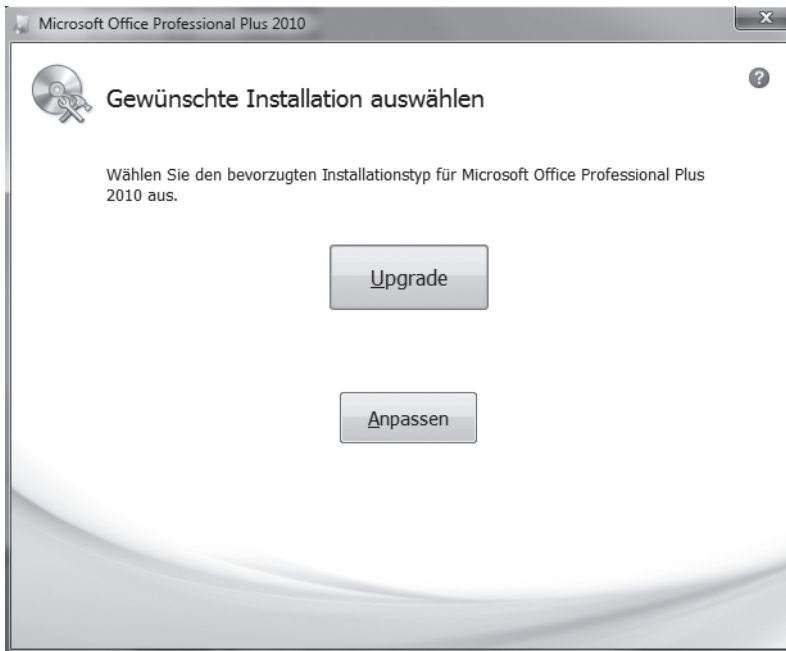 Microsoft Office Professional Plus 2010
Gewünschte Installation auswählen
Wählen Sie den bevorzugten Installationstyp für Microsoft Office Professional Plus
2010 aus.
Upgrade
Anpassen